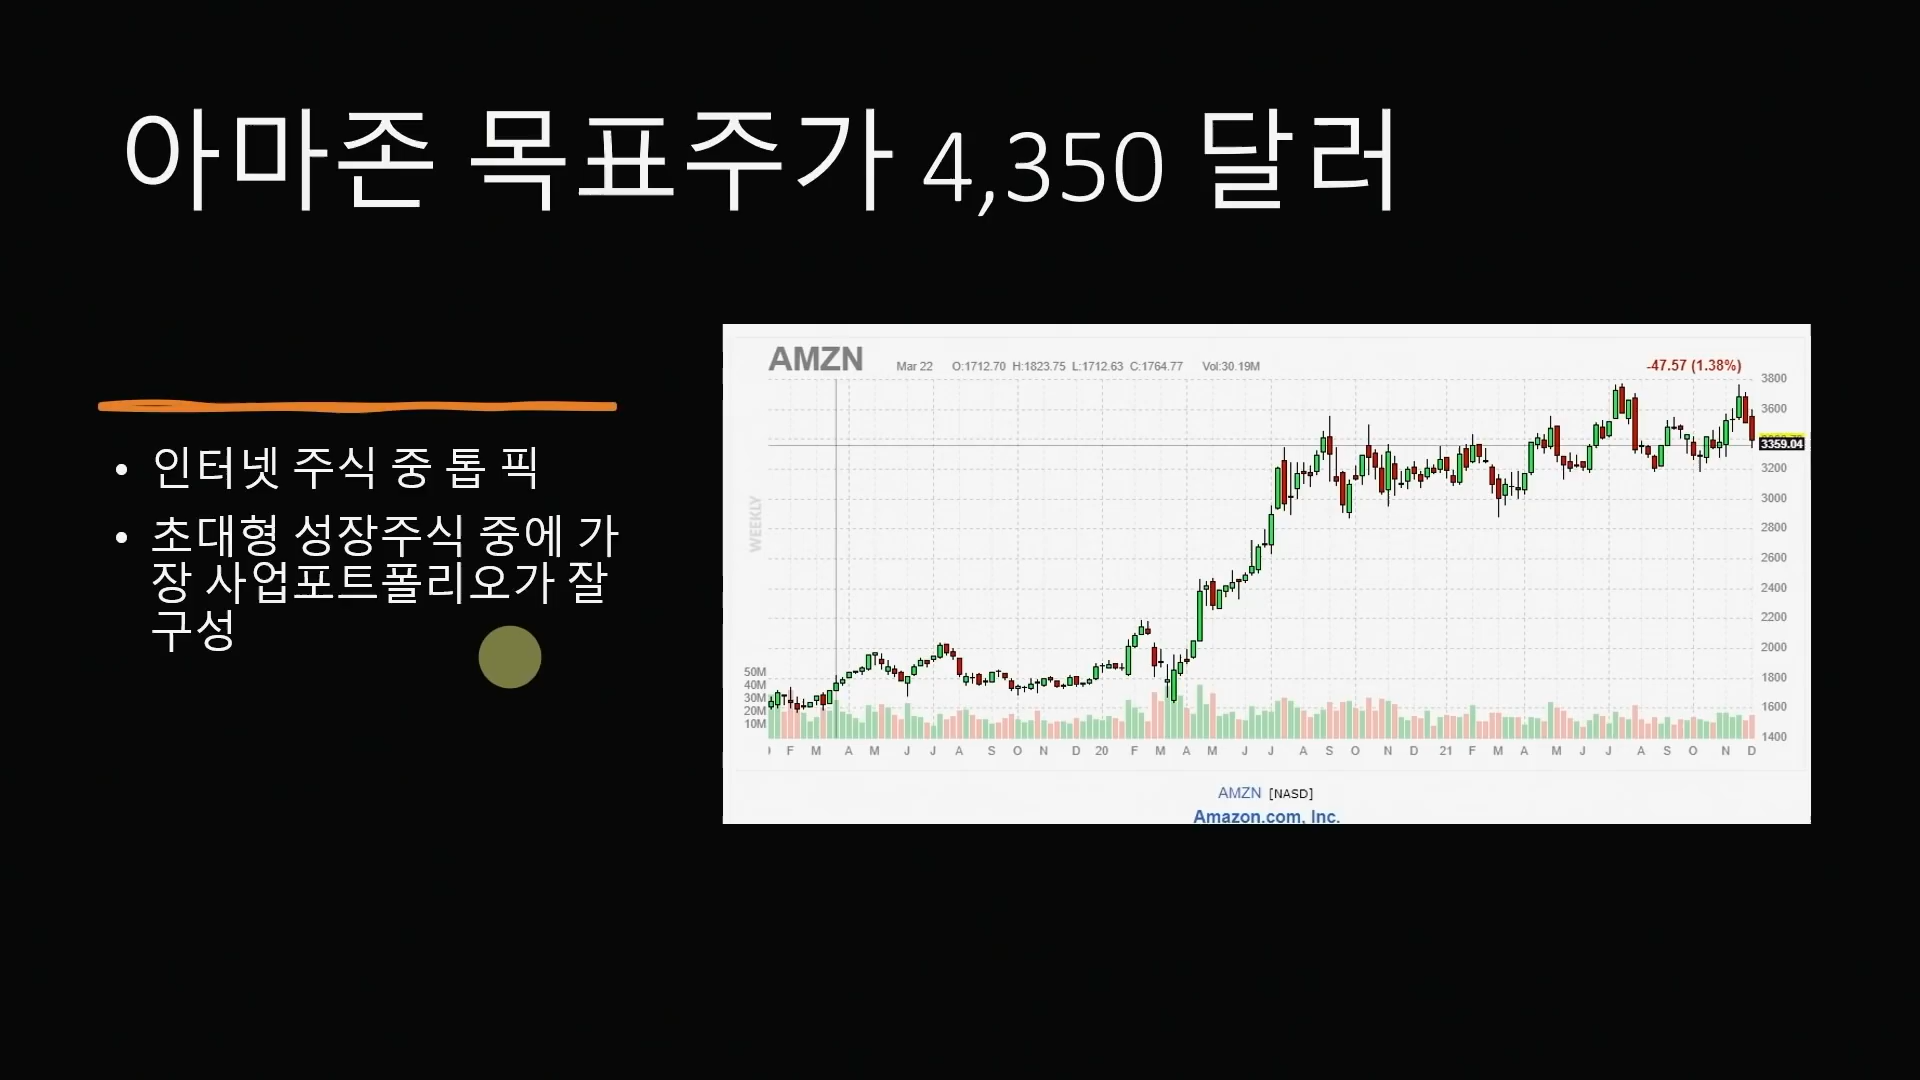 아마존 목표주가 4,350 달러
• 인터넷 주식 중 톱 픽
• 초대형 성장주식 중에 가
장 사업포트폴리오가 잘
구성
AMZN Mar 22 O:1712.70 H:1823.75 L:1712.63 C:1764.77 Vol:30.19M -47.57 (1.38%)
WEEKLY
3800
3600
3359.04
3200
3000
2800
2600
2400
2200
2000
1800
1600
1400
50M
40M
30M
20M
10M
F M A M J J A S O N D 20 F M A M J J A S O N D 21 F M A M J J A S O N D
AMZN [NASD]
Amazon.com, Inc.